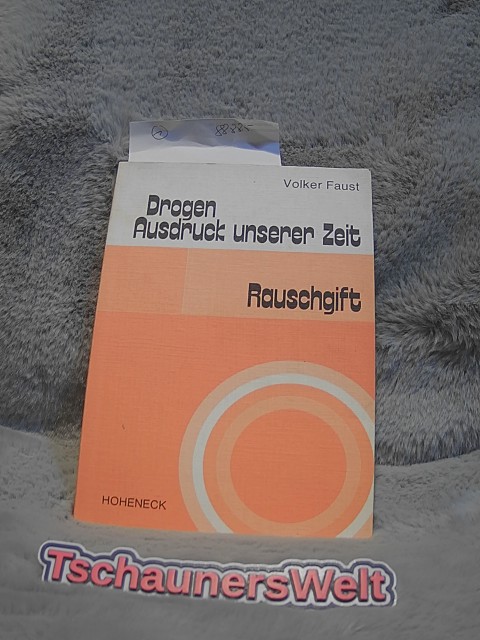 Volker Faust
Drogen
Ausdruck unserer Zeit
Rauschgift
HOHENECK
TschaunersWelt